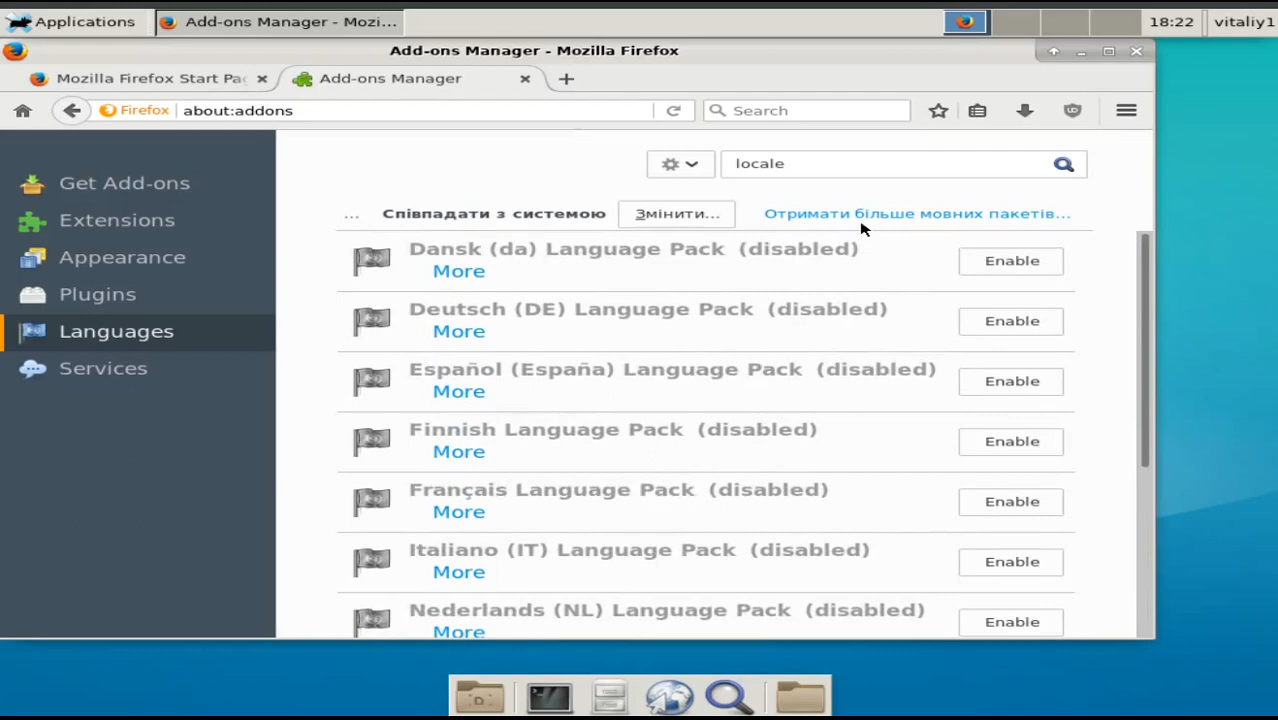 Applications
Add-ons Manager - Mozi...
18:22
vitaliy1
Add-ons Manager - Mozilla Firefox
Mozilla Firefox Start Pa
Add-ons Manager
Firefox
about:addons
Search
Get Add-ons
Extensions
Appearance
Plugins
Languages
Services
locale
... Співпадати з системою Змінити... Отримати більше мовних пакетів...
Dansk (da) Language Pack (disabled)
More
Enable
Deutsch (DE) Language Pack (disabled)
More
Enable
Español (España) Language Pack (disabled)
More
Enable
Finnish Language Pack (disabled)
More
Enable
Français Language Pack (disabled)
More
Enable
Italiano (IT) Language Pack (disabled)
More
Enable
Nederlands (NL) Language Pack (disabled)
More
Enable